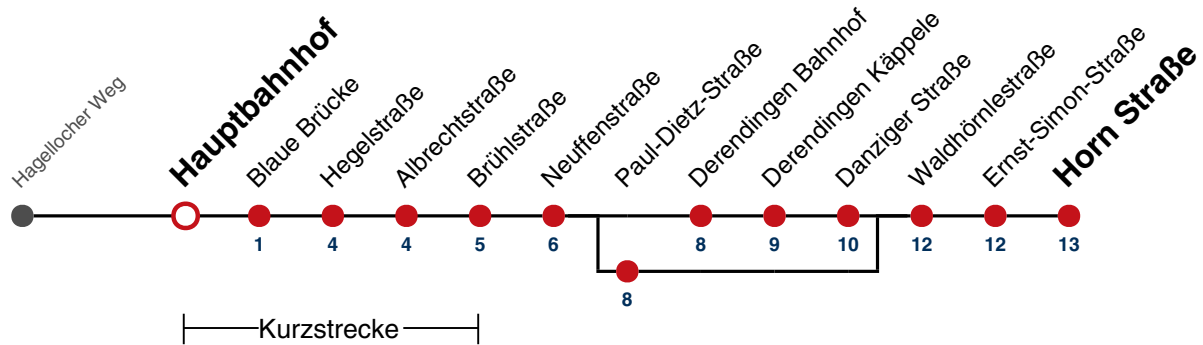 Hagellocher Weg
Hauptbahnhof
Blaue Brücke
Hegelstraße
Albrechtstraße
Brühlstraße
Neuffenstraße
Paul-Dietz-Straße
Derendingen Bahnhof
Derendingen Käppele
Danziger Straße
Waldhörnlestraße
Ernst-Simon-Straße
Horn Straße
1 4 4 5 6 8 9 10 12 12 13
8
Kurzstrecke